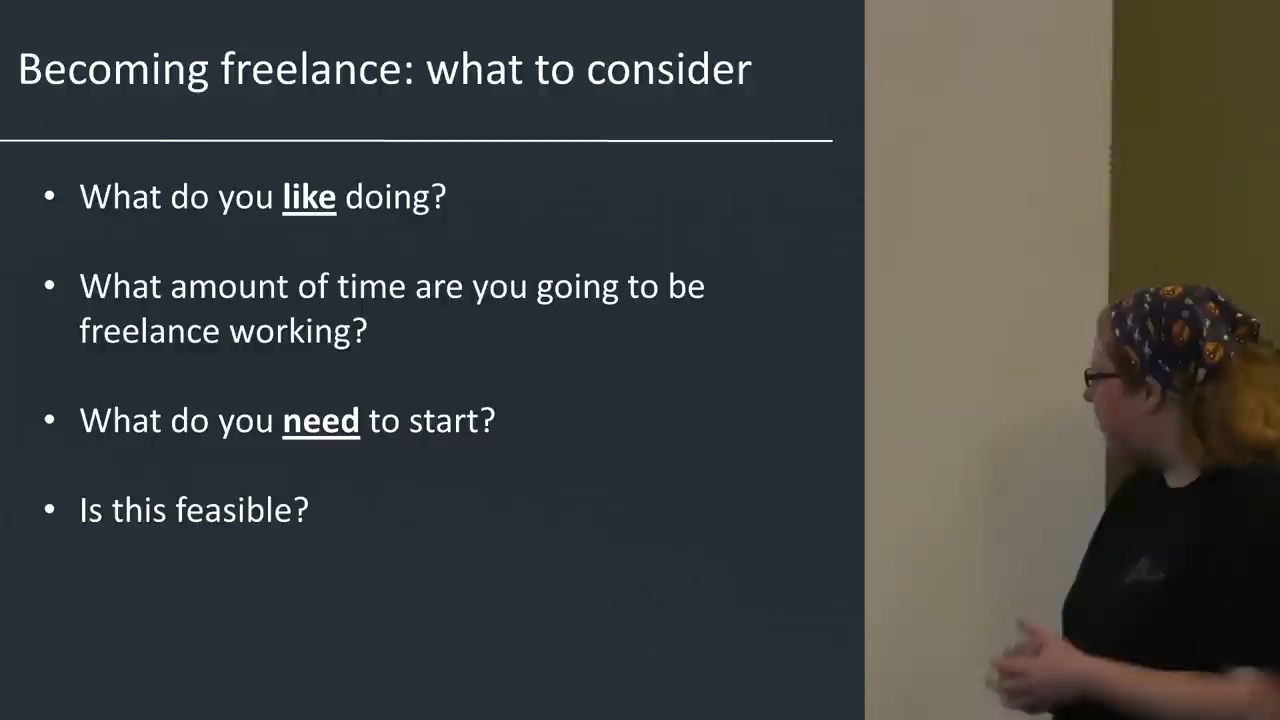 Becoming freelance: what to consider
• What do you like doing?
• What amount of time are you going to be
freelance working?
• What do you need to start?
• Is this feasible?